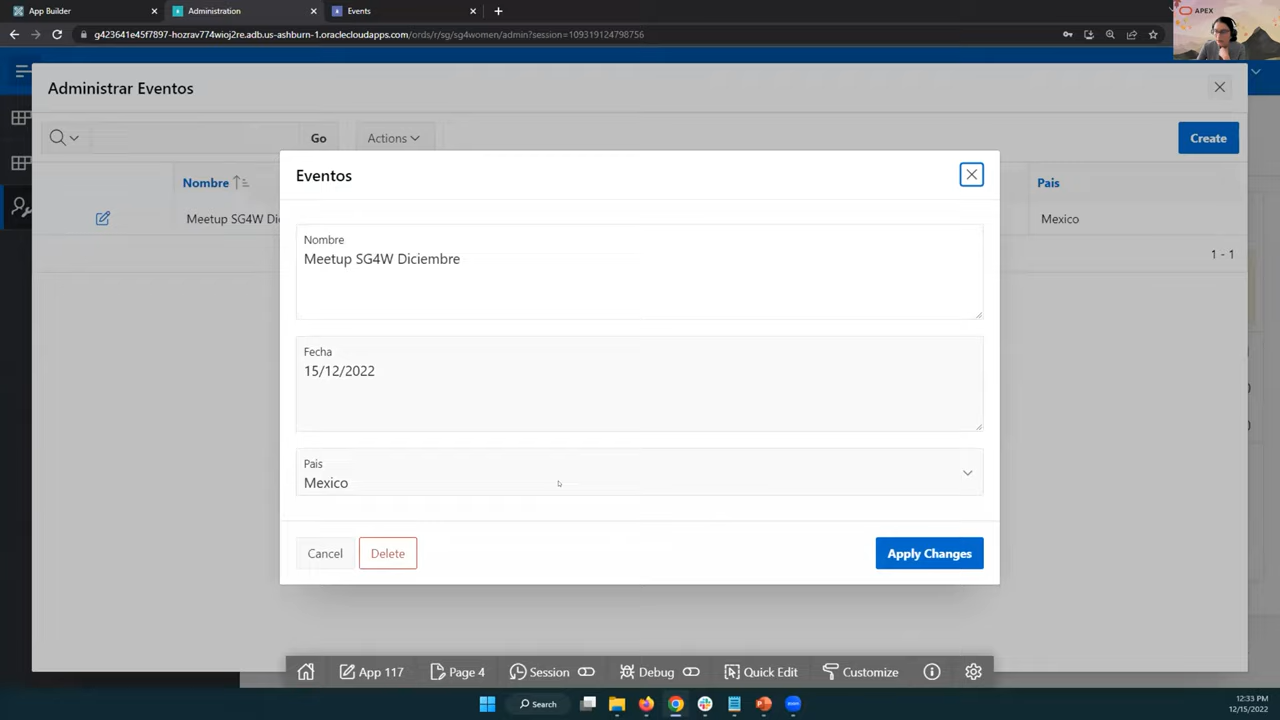 App Builder
Administration
Events
g423641e45f7897-hozrav774wioj2re.adb.us-ashburn-1.oraclecloudapps.com/ords/r/sg/sg4women/admin?session=109319124798756
APEX
Administrar Eventos
Go
Actions
Create
Nombre
Pais
Meetup SG4W Di
Mexico
1 - 1
Eventos
Nombre
Meetup SG4W Diciembre
Fecha
15/12/2022
Pais
Mexico
Cancel
Delete
Apply Changes
App 117
Page 4
Session
Debug
Quick Edit
Customize
Search
12:33 PM
12/15/2022